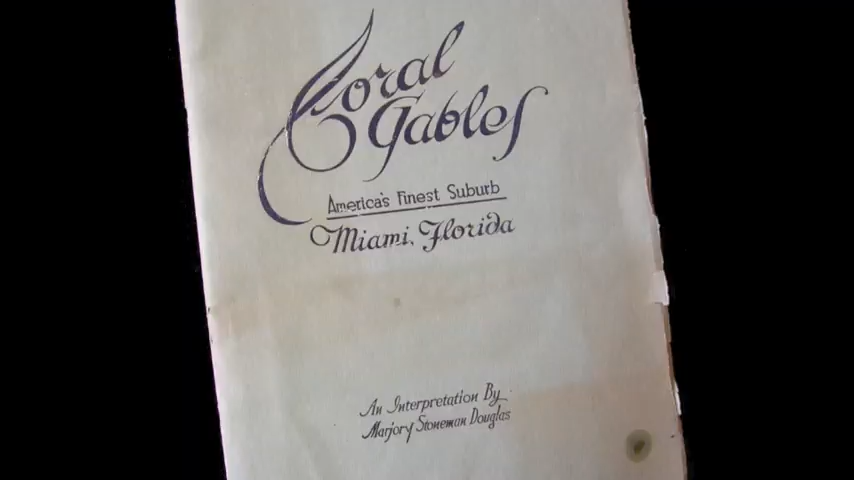 Coral
Gables
America's Finest Suburb
Miami, Florida
An Interpretation By
Marjory Stoneman Douglas